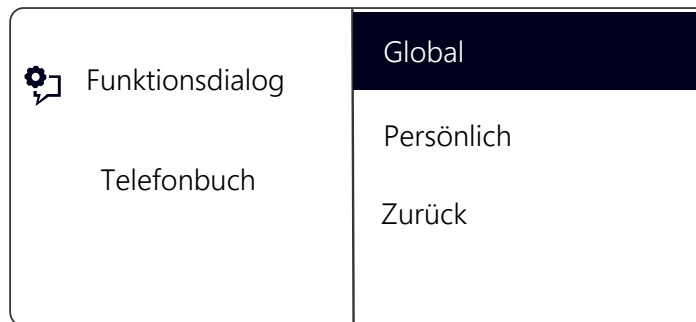 Funktionsdialog
Telefonbuch
Global
Persönlich
Zurück